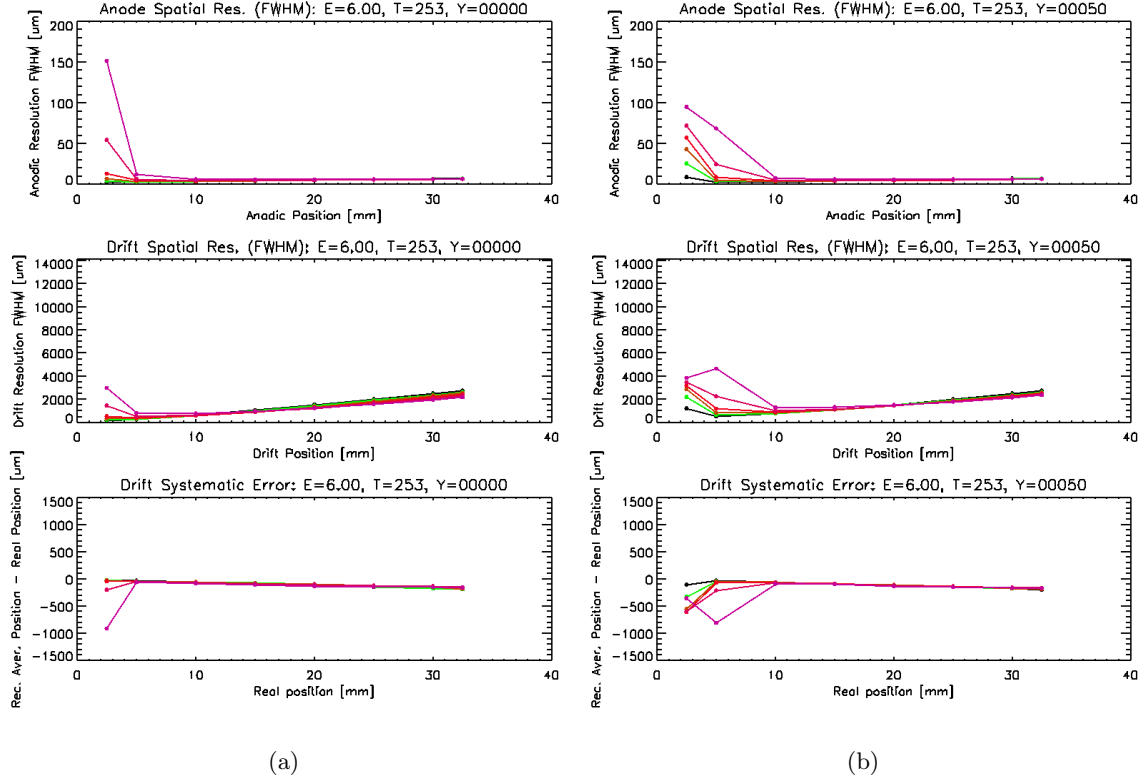 Anode Spatial Res. (FWHM): E=6.00, T=253, Y=00000
Anodic Resolution FWHM [um]
200
150
100
50
0
0 10 20 30 40
Anadic Position [mm]
Drift Spatial Res. (FWHM): E=6.00, T=253, Y=00000
Drift Resolution FWHM [um]
14000
12000
10000
8000
6000
4000
2000
0
0 10 20 30 40
Drift Position [mm]
Drift Systematic Error: E=6.00, T=253, Y=00000
Rec. Aver. Position - Real Position [um]
1500
1000
500
0
-500
-1000
-1500
0 10 20 30 40
Real position [mm]
(a)
Anode Spatial Res. (FWHM): E=6.00, T=253, Y=00050
Anodic Resolution FWHM [um]
200
150
100
50
0
0 10 20 30 40
Anadic Position [mm]
Drift Spatial Res. (FWHM): E=6.00, T=253, Y=00050
Drift Resolution FWHM [um]
14000
12000
10000
8000
6000
4000
2000
0
0 10 20 30 40
Drift Position [mm]
Drift Systematic Error: E=6.00, T=253, Y=00050
Rec. Aver. Position - Real Position [um]
1500
1000
500
0
-500
-1000
-1500
0 10 20 30 40
Real position [mm]
(b)